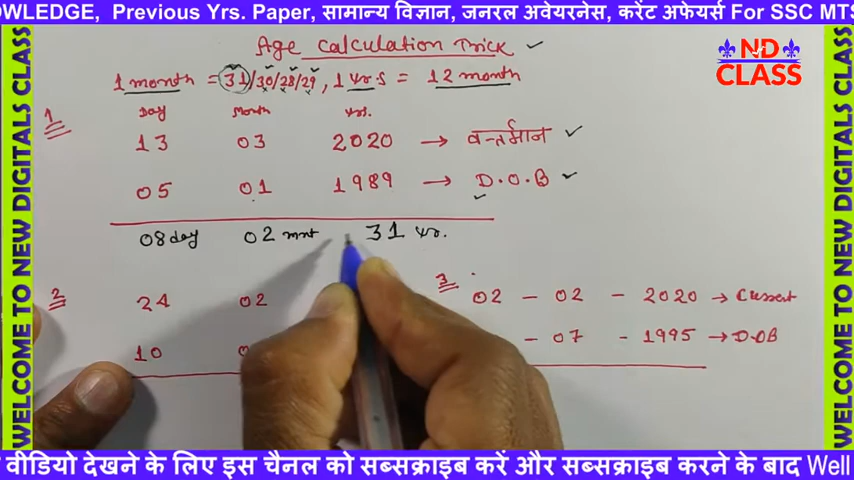 OWLEDGE, Previous Yrs. Paper, सामान्य विज्ञान, जनरल अवेयरनेस, करेंट अफेयर्स For SSC MTS
Age Calculation Trick
ND
CLASS
1 month = 31/30/28/29, 1 yrs = 12 month
Day Month Yrs.
1
13 03 2020 → वर्न्तमान
05 01 1989 → D.O.B
08 day 02 mnt 31 yr.
2
24 02
10
3
02 - 02 - 2020 → Current
- 07 - 1995 → D.O.B
WELCOME TO NEW DIGITALS CLASS
WELCOME TO NEW DIGITALS CLASS
वीडियो देखने के लिए इस चैनल को सब्सक्राइब करें और सब्सक्राइब करने के बाद Well